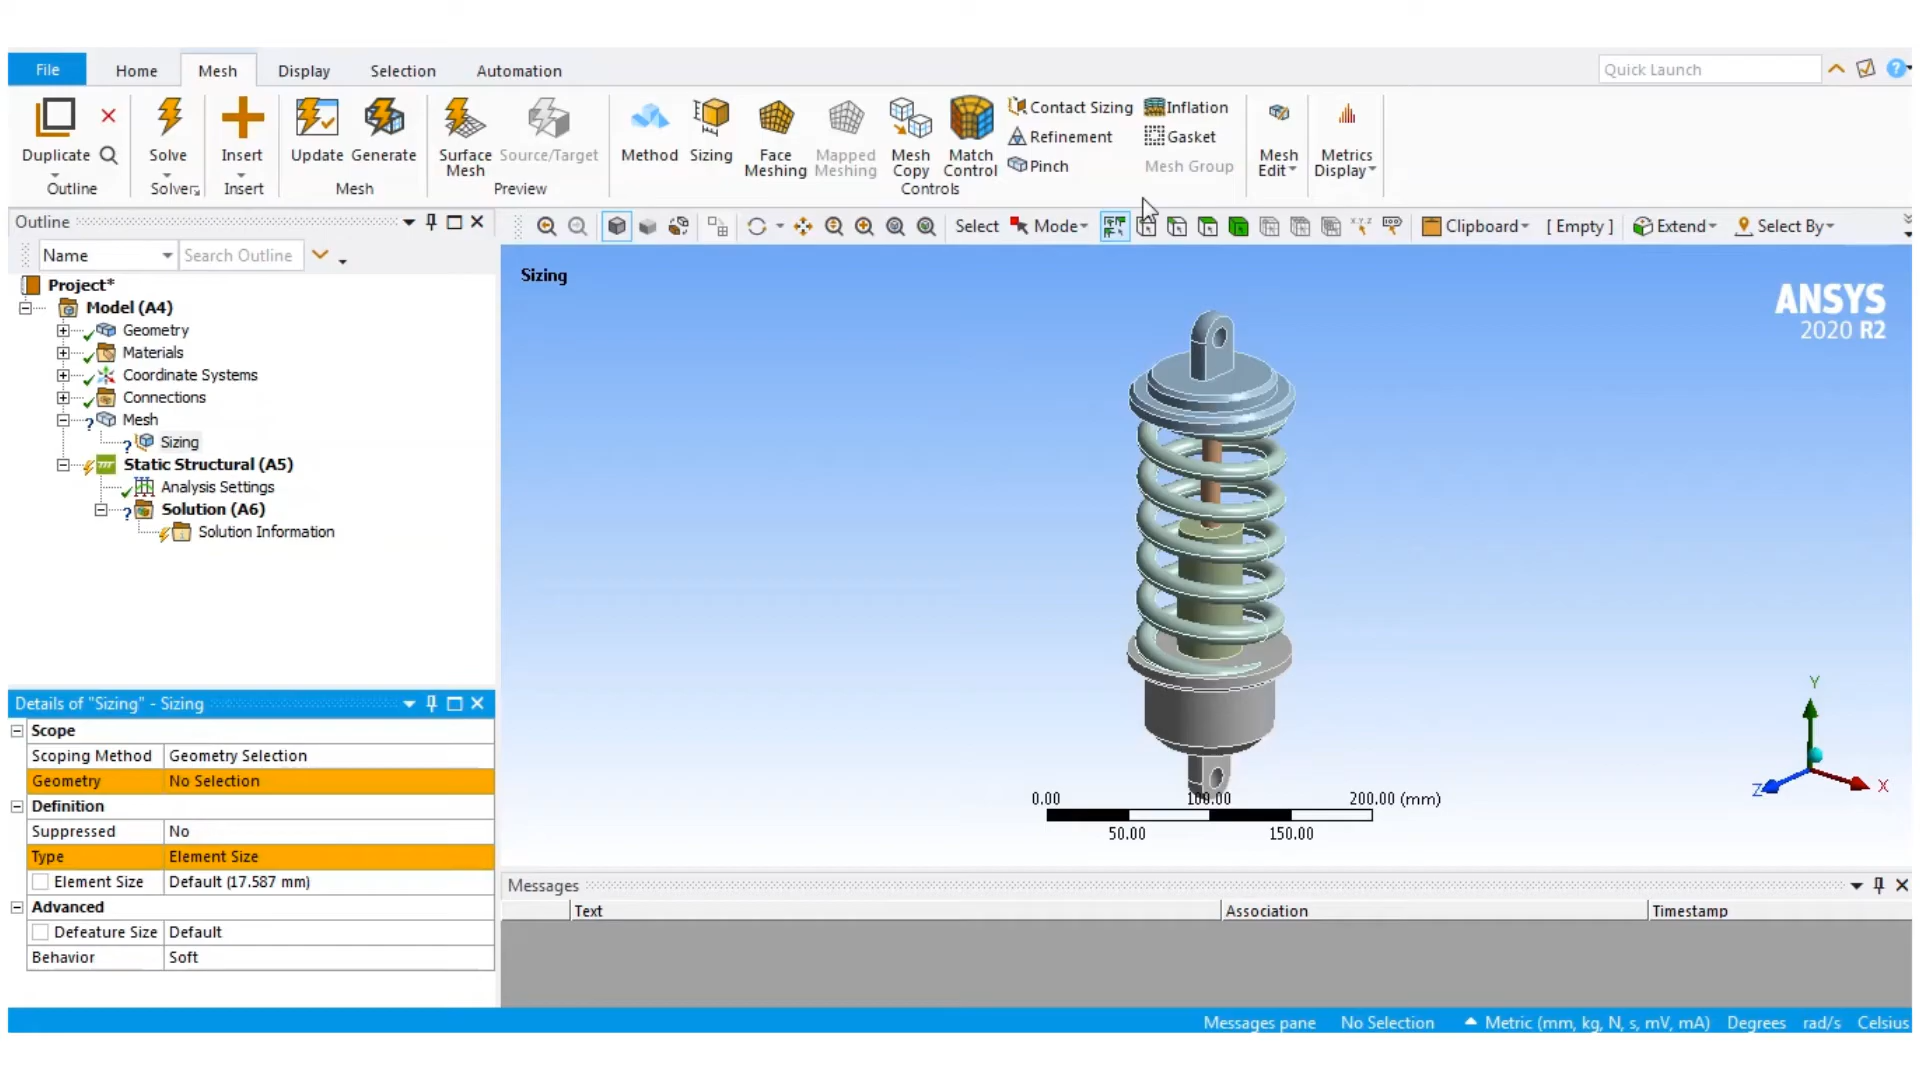 File Home Mesh Display Selection Automation Quick Launch
Duplicate Solve Insert Update Generate Surface Mesh Source/Target Method Sizing Face Meshing Mapped Meshing Mesh Copy Match Control Contact Sizing Refinement Pinch Inflation Gasket Mesh Group Mesh Edit Metrics Display
Outline Solver Insert Mesh Preview Controls
Outline
Select Mode Clipboard [ Empty ] Extend Select By
Name Search Outline
Project*
Model (A4)
Geometry
Materials
Coordinate Systems
Connections
Mesh
Sizing
Static Structural (A5)
Analysis Settings
Solution (A6)
Solution Information
Sizing
ANSYS
2020 R2
Y
Z X
0.00 100.00 200.00 (mm)
50.00 150.00
Details of "Sizing" - Sizing
Scope
Scoping Method Geometry Selection
Geometry No Selection
Definition
Suppressed No
Type Element Size
Element Size Default (17.587 mm)
Advanced
Defeature Size Default
Behavior Soft
Messages
Text Association Timestamp
Messages pane No Selection Metric (mm, kg, N, s, mV, mA) Degrees rad/s Celsius